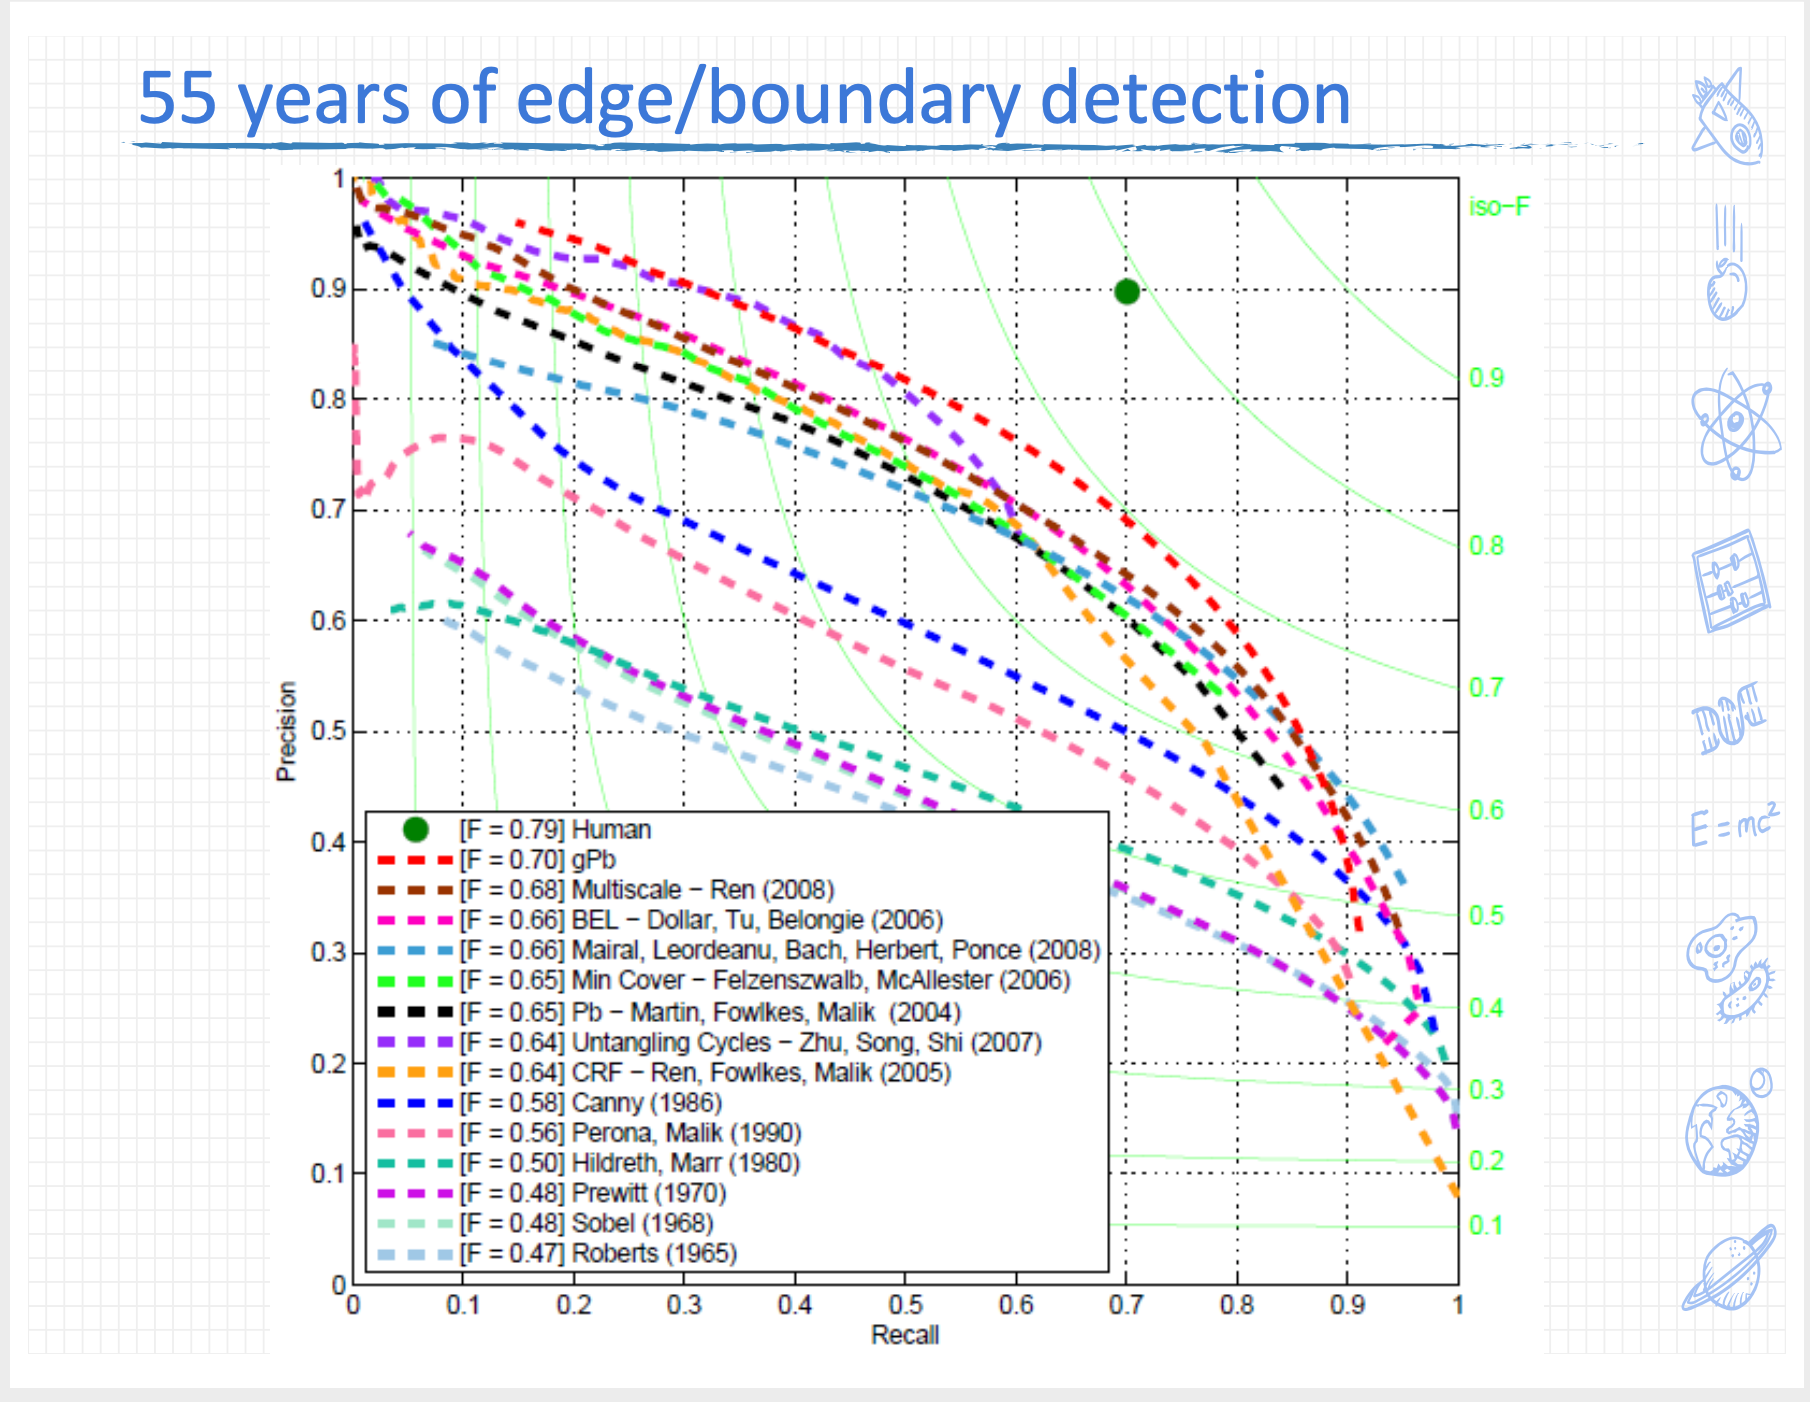 55 years of edge/boundary detection
iso−F
1
0.9
0.8
0.7
0.6
0.5
0.4
0.3
0.2
0.1
0
Precision
0.9
0.8
0.7
0.6
0.5
0.4
0.3
0.2
0.1
[F = 0.79] Human
[F = 0.70] gPb
[F = 0.68] Multiscale − Ren (2008)
[F = 0.66] BEL − Dollar, Tu, Belongie (2006)
[F = 0.66] Mairal, Leordeanu, Bach, Herbert, Ponce (2008)
[F = 0.65] Min Cover − Felzenszwalb, McAllester (2006)
[F = 0.65] Pb − Martin, Fowlkes, Malik (2004)
[F = 0.64] Untangling Cycles − Zhu, Song, Shi (2007)
[F = 0.64] CRF − Ren, Fowlkes, Malik (2005)
[F = 0.58] Canny (1986)
[F = 0.56] Perona, Malik (1990)
[F = 0.50] Hildreth, Marr (1980)
[F = 0.48] Prewitt (1970)
[F = 0.48] Sobel (1968)
[F = 0.47] Roberts (1965)
0 0.1 0.2 0.3 0.4 0.5 0.6 0.7 0.8 0.9 1
Recall
E=mc²